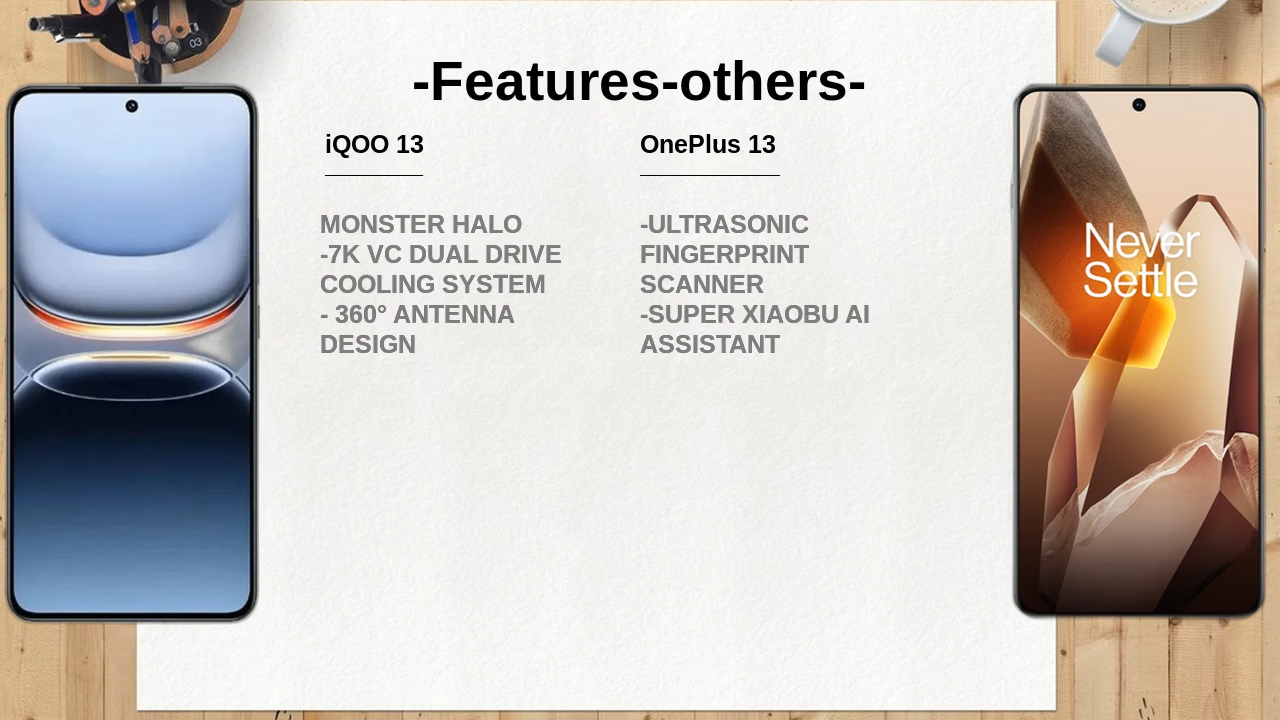 -Features-others-
iQOO 13
OnePlus 13
MONSTER HALO
-7K VC DUAL DRIVE
COOLING SYSTEM
- 360° ANTENNA
DESIGN
-ULTRASONIC
FINGERPRINT
SCANNER
-SUPER XIAOBU AI
ASSISTANT
Never
Settle
03